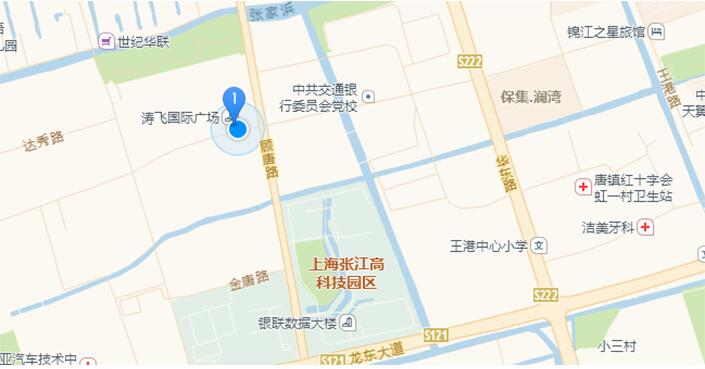 张家浜
世纪华联
锦江之星旅馆
S222
王港路
中共交通银
行委员会党校
保集.澜湾
1
涛飞国际广场
达秀路
顾唐路
华东路
唐镇红十字会
虹一村卫生站
洁美牙科
王港中心小学
文
上海张江高
科技园区
金唐路
S222
银联数据大楼
S121
S121
龙东大道
小三村
亚汽车技术中